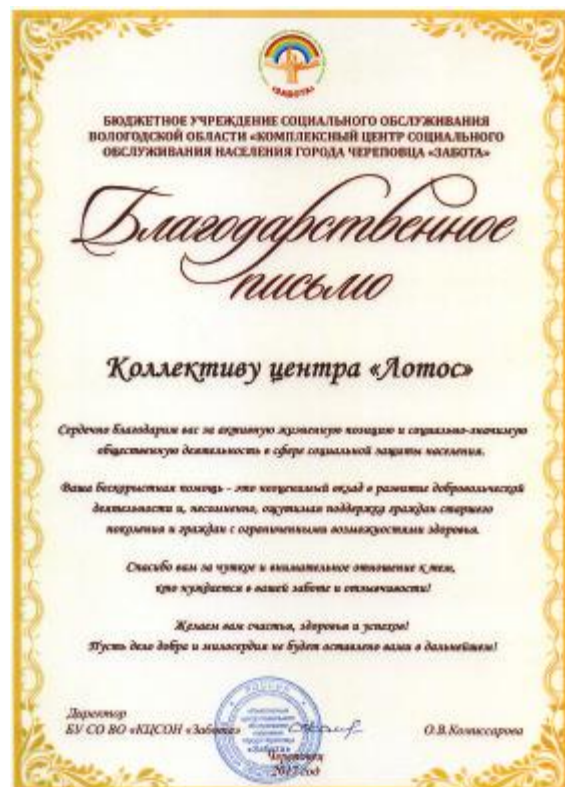 «ЗАБОТА»
БЮДЖЕТНОЕ УЧРЕЖДЕНИЕ СОЦИАЛЬНОГО ОБСЛУЖИВАНИЯ
ВОЛОГОДСКОЙ ОБЛАСТИ «КОМПЛЕКСНЫЙ ЦЕНТР СОЦИАЛЬНОГО
ОБСЛУЖИВАНИЯ НАСЕЛЕНИЯ ГОРОДА ЧЕРЕПОВЦА «ЗАБОТА»
Благодарственное
письмо
Коллективу центра «Лотос»
Сердечно благодарим вас за активную жизненную позицию и социально-значимую
общественную деятельность в сфере социальной защиты населения.
Ваша бескорыстная помощь - это неоценимый вклад в развитие добровольческой
деятельности и, несомненно, ощутимая поддержка граждан старшего
поколения и граждан с ограниченными возможностями здоровья.
Спасибо вам за чуткое и внимательное отношение к тем,
кто нуждается в вашей заботе и отзывчивости!
Желаем вам счастья, здоровья и успехов!
Пусть дело добра и милосердия не будет оставлено вами в дальнейшем!
Директор
БУ СО ВО «КЦСОН «Забота» О.В.Комиссарова
«Забота»
Череповец
2017 год